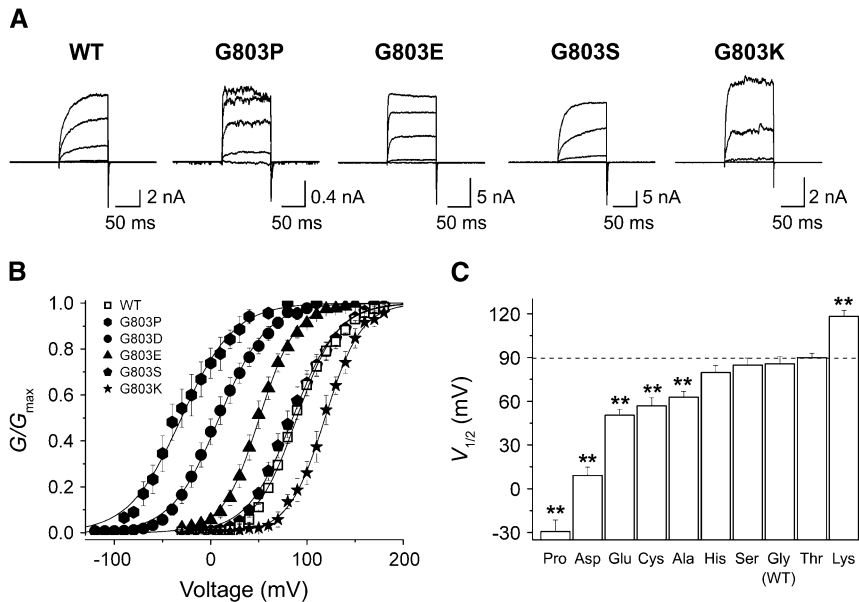 A
WT G803P G803E G803S G803K
2 nA 0.4 nA 5 nA 5 nA 2 nA
50 ms 50 ms 50 ms 50 ms 50 ms
B
WT
G803P
G803D
G803E
G803S
G803K
1.0
0.8
0.6
0.4
0.2
0.0
G/Gmax
-100 0 100 200
Voltage (mV)
C
120
90
60
30
0
-30
V1/2 (mV)
** ** ** ** ** **
Pro Asp Glu Cys Ala His Ser Gly Thr Lys
(WT)